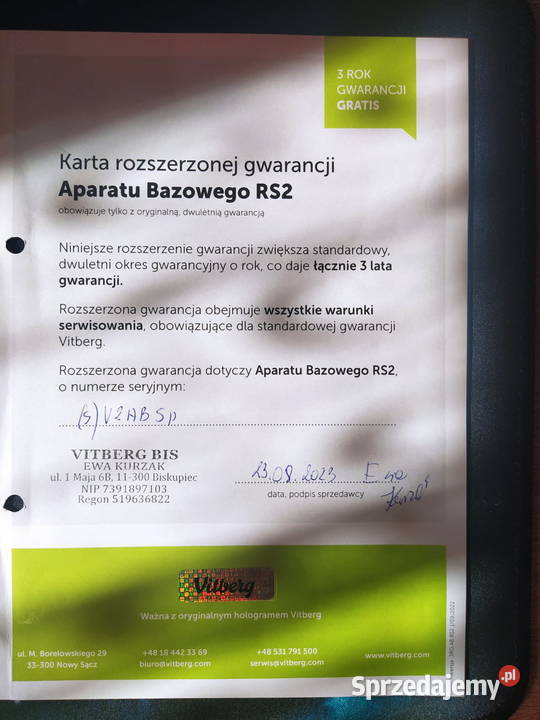 3 ROK
GWARANCJI
GRATIS
Karta rozszerzonej gwarancji
Aparatu Bazowego RS2
obowiązuje tylko z oryginalną, dwuletnią gwarancją
Niniejsze rozszerzenie gwarancji zwiększa standardowy,
dwuletni okres gwarancyjny o rok, co daje łącznie 3 lata
gwarancji.
Rozszerzona gwarancja obejmuje wszystkie warunki
serwisowania, obowiązujące dla standardowej gwarancji
Vitberg.
Rozszerzona gwarancja dotyczy Aparatu Bazowego RS2,
o numerze seryjnym:
(s) V2ABSp
VITBERG BIS
EWA KURZAK
ul. 1 Maja 6B, 11-300 Biskupiec
NIP 7391897103
Regon 519636822
23.08.2023 Ewa
data, podpis sprzedawcy
Vitberg
Ważna z oryginalnym hologramem Vitberg
ul. M. Borelowskiego 29
33-300 Nowy Sącz
+48 18 442 33 69
biuro@vitberg.com
+48 531 791 500
serwis@vitberg.com
www.vitberg.com
Sprzedajemy.pl